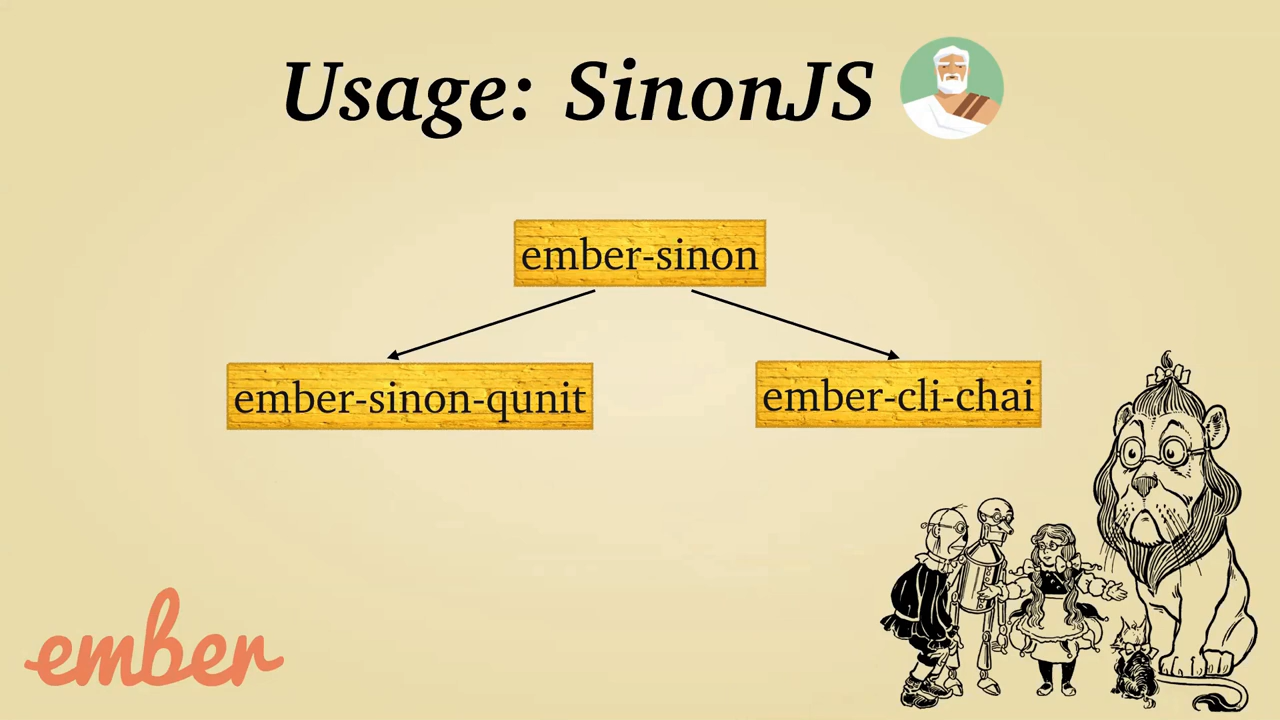 Usage: SinonJS
ember-sinon
ember-sinon-qunit
ember-cli-chai
ember